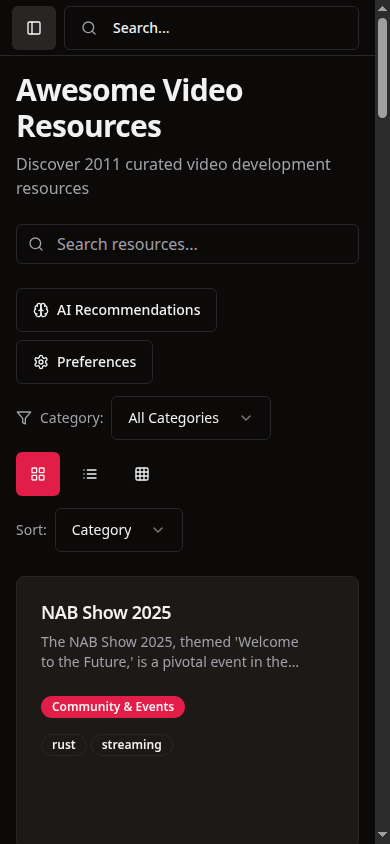 Search...
Awesome Video
Resources
Discover 2011 curated video development
resources
Search resources...
AI Recommendations
Preferences
Category:
All Categories
Sort:
Category
NAB Show 2025
The NAB Show 2025, themed 'Welcome
to the Future,' is a pivotal event in the...
Community & Events
rust
streaming